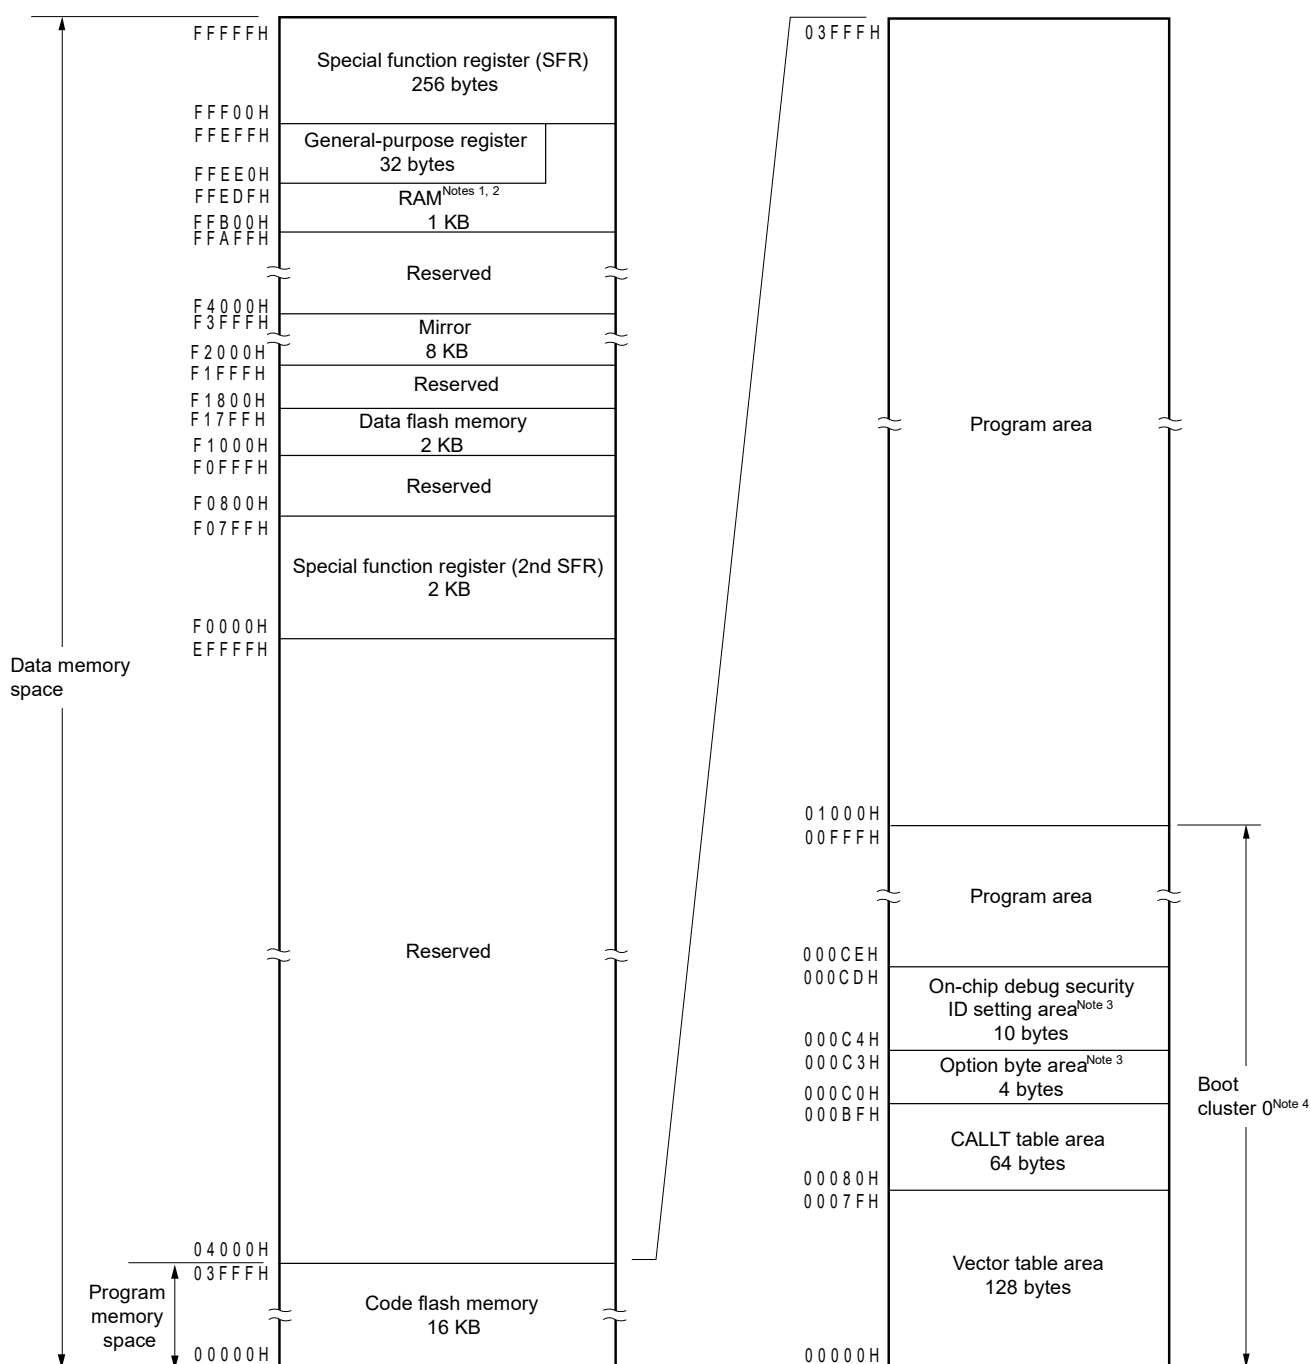 FFFFFH
Special function register (SFR)
256 bytes
FFF00H
FFEFFH
General-purpose register
32 bytes
FFEE0H
FFEDFH
RAMNotes 1, 2
1 KB
FFB00H
FFAFFH
Reserved
F4000H
F3FFFH
Mirror
8 KB
F2000H
F1FFFH
Reserved
F1800H
F17FFH
Data flash memory
2 KB
F1000H
F0FFFH
Reserved
F0800H
F07FFH
Special function register (2nd SFR)
2 KB
F0000H
EFFFFH
Data memory
space
Reserved
04000H
03FFFH
Program
memory
space
Code flash memory
16 KB
00000H
03FFFH
Program area
01000H
00FFFH
Program area
000CEH
000CDH
On-chip debug security
ID setting areaNote 3
10 bytes
000C4H
000C3H
Option byte areaNote 3
4 bytes
000C0H
000BFH
Boot
cluster 0Note 4
CALLT table area
64 bytes
00080H
0007FH
Vector table area
128 bytes
00000H